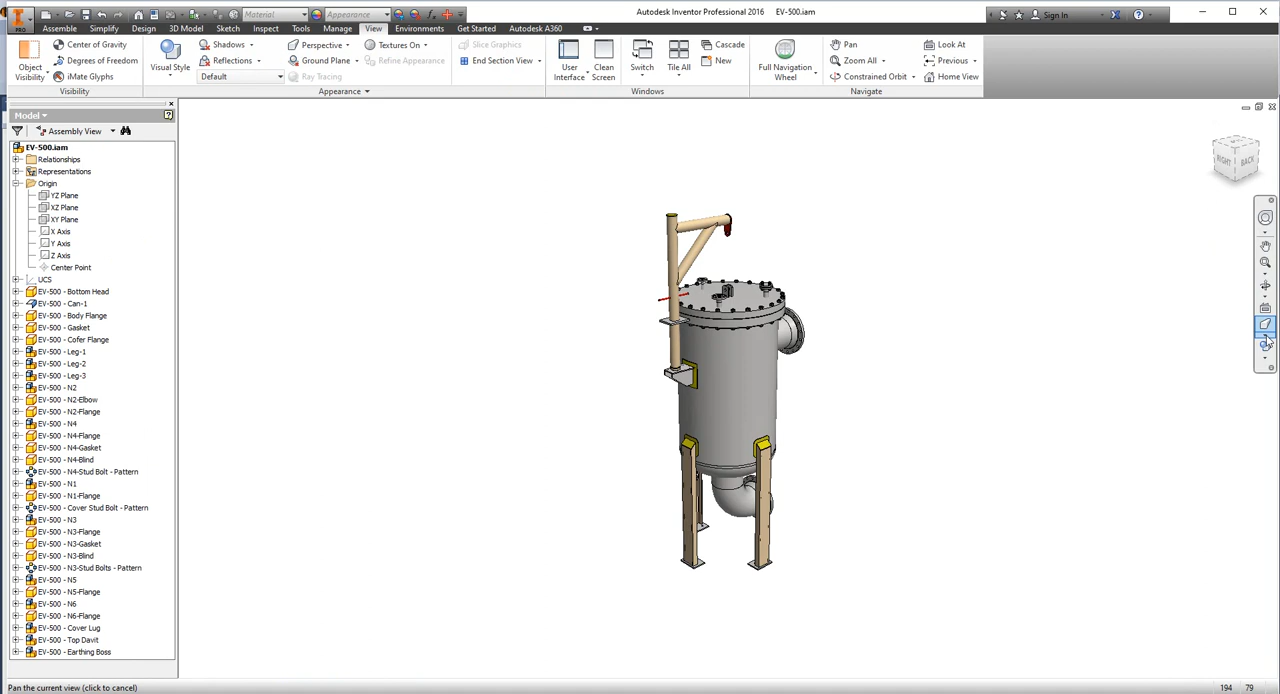 Material
Appearance
Autodesk Inventor Professional 2016 EV-500.iam
Sign In
PRO
Assemble Simplify Design 3D Model Sketch Inspect Tools Manage View Environments Get Started Autodesk A360
Object Visibility
Center of Gravity
Degrees of Freedom
iMate Glyphs
Visibility
Visual Style
Shadows
Reflections
Default
Perspective
Ground Plane
Ray Tracing
Textures On
Refine Appearance
Appearance
Slice Graphics
End Section View
User Interface
Clean Screen
Switch
Tile All
Cascade
New
Windows
Full Navigation Wheel
Pan
Zoom All
Constrained Orbit
Look At
Previous
Home View
Navigate
Model
Assembly View
EV-500.iam
Relationships
Representations
Origin
YZ Plane
XZ Plane
XY Plane
X Axis
Y Axis
Z Axis
Center Point
UCS
EV-500 - Bottom Head
EV-500 - Can-1
EV-500 - Body Flange
EV-500 - Gasket
EV-500 - Cofer Flange
EV-500 - Leg-1
EV-500 - Leg-2
EV-500 - Leg-3
EV-500 - N2
EV-500 - N2-Elbow
EV-500 - N2-Flange
EV-500 - N4
EV-500 - N4-Flange
EV-500 - N4-Gasket
EV-500 - N4-Blind
EV-500 - N4-Stud Bolt - Pattern
EV-500 - N1
EV-500 - N1-Flange
EV-500 - Cover Stud Bolt - Pattern
EV-500 - N3
EV-500 - N3-Flange
EV-500 - N3-Gasket
EV-500 - N3-Blind
EV-500 - N3-Stud Bolts - Pattern
EV-500 - N5
EV-500 - N5-Flange
EV-500 - N6
EV-500 - N6-Flange
EV-500 - Cover Lug
EV-500 - Top Davit
EV-500 - Earthing Boss
RIGHT
BACK
Pan the current view (click to cancel)
194 79